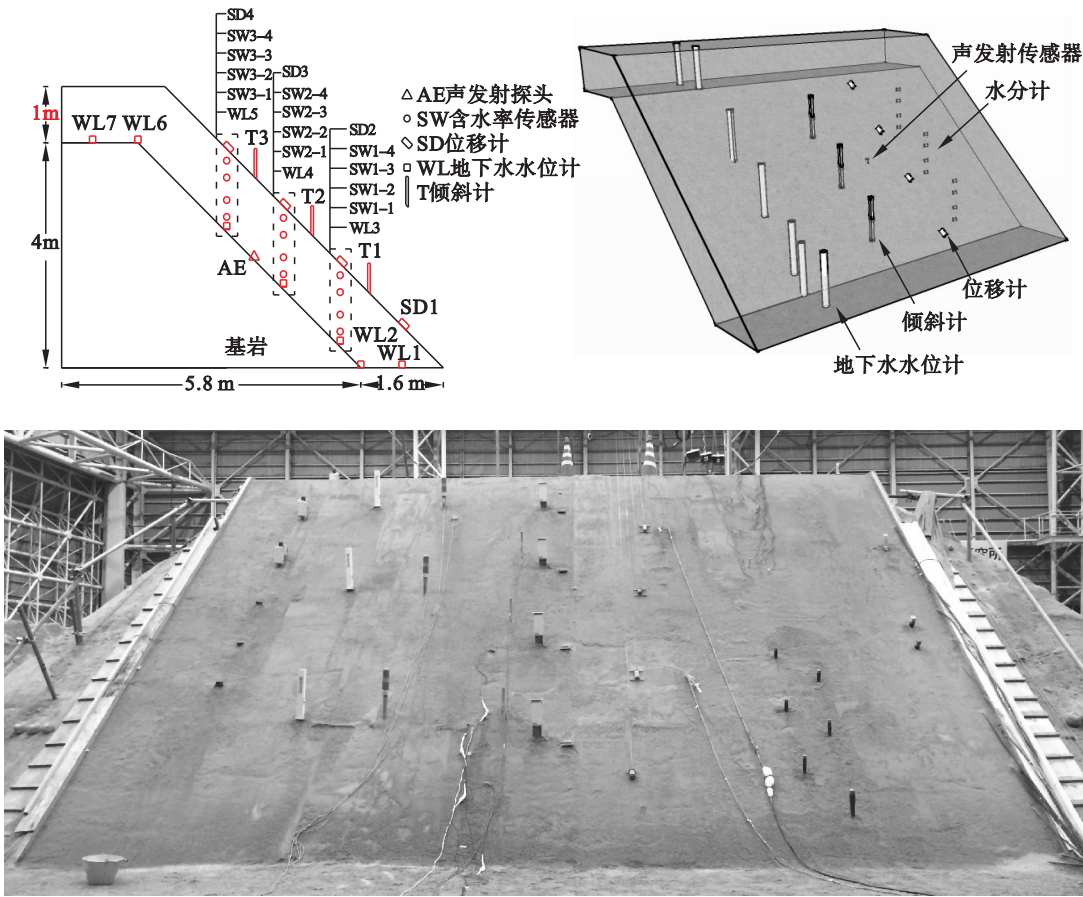 SD4
SW3-4
SW3-3
SW3-2
SW3-1
WL5
SD3
SW2-4
SW2-3
SW2-2
SW2-1
WL4
SD2
SW1-4
SW1-3
SW1-2
SW1-1
WL3
AE声发射探头
SW含水率传感器
SD位移计
WL地下水水位计
T倾斜计
1m
4m
WL7 WL6
T3
T2
T1
AE
SD1
WL2
WL1
基岩
5.8 m
1.6 m
声发射传感器
水分计
位移计
倾斜计
地下水水位计